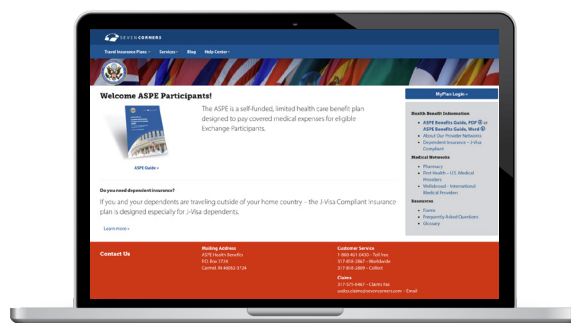 SEVEN CORNERS
Travel Insurance Plans Services Blog Help Center
Welcome ASPE Participants!
The ASPE is a self-funded, limited health care benefit plan
designed to pay covered medical expenses for eligible
Exchange Participants.
ASPE Guide »
Do you need dependent insurance?
If you and your dependents are traveling outside of your home country – the J-Visa Compliant Insurance
plan is designed especially for J-Visa dependents.
Learn more »
MyPlan Login »
Health Benefit Information
ASPE Benefits Guide, PDF or
ASPE Benefits Guide, Word
About Our Provider Networks
Dependent Insurance – J-Visa
Compliant
Medical Networks
Pharmacy
First Health – U.S. Medical
Providers
Wellabroad - International
Medical Providers
Resources
Forms
Frequently Asked Questions
Glossary
Contact Us
Mailing Address
ASPE Health Benefits
P.O. Box 3724
Carmel, IN 46082-3724
Customer Service
1-800-461-0430 - Toll Free
317-818-2867 – Worldwide
317-818-2809 – Collect
Claims
317-575-6467 – Claims Fax
– Email